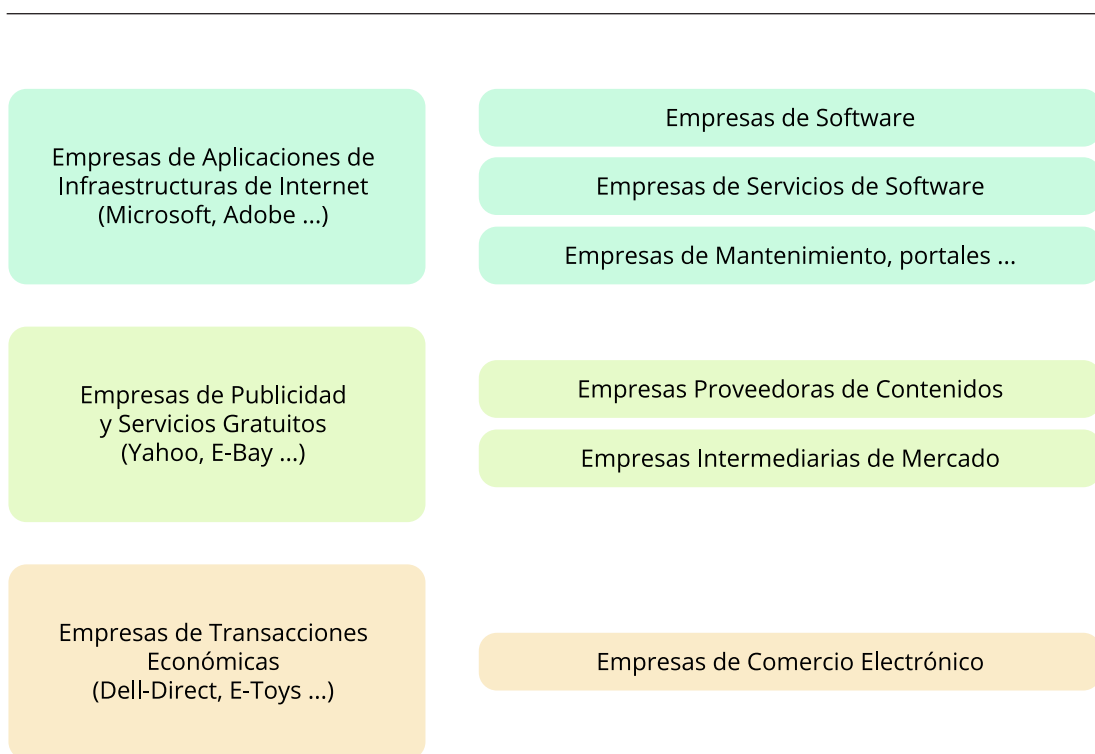 Empresas de Aplicaciones de
Infraestructuras de Internet
(Microsoft, Adobe ...)
Empresas de Software
Empresas de Servicios de Software
Empresas de Mantenimiento, portales ...
Empresas de Publicidad
y Servicios Gratuitos
(Yahoo, E-Bay ...)
Empresas Proveedoras de Contenidos
Empresas Intermediarias de Mercado
Empresas de Transacciones
Económicas
(Dell-Direct, E-Toys ...)
Empresas de Comercio Electrónico